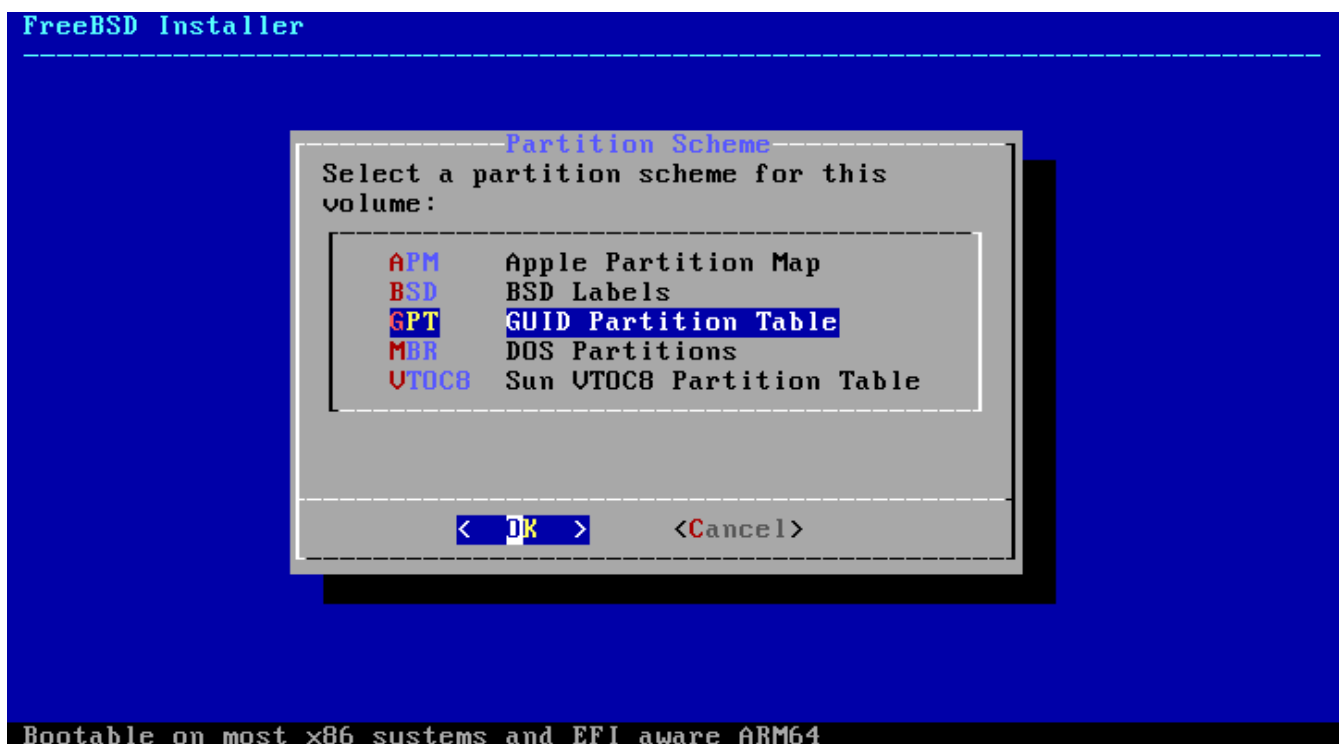 FreeBSD Installer
Partition Scheme
Select a partition scheme for this
volume:
APM Apple Partition Map
BSD BSD Labels
GPT GUID Partition Table
MBR DOS Partitions
VTOC8 Sun VTOC8 Partition Table
< OK > <Cancel>
Bootable on most x86 systems and EFI aware ARM64